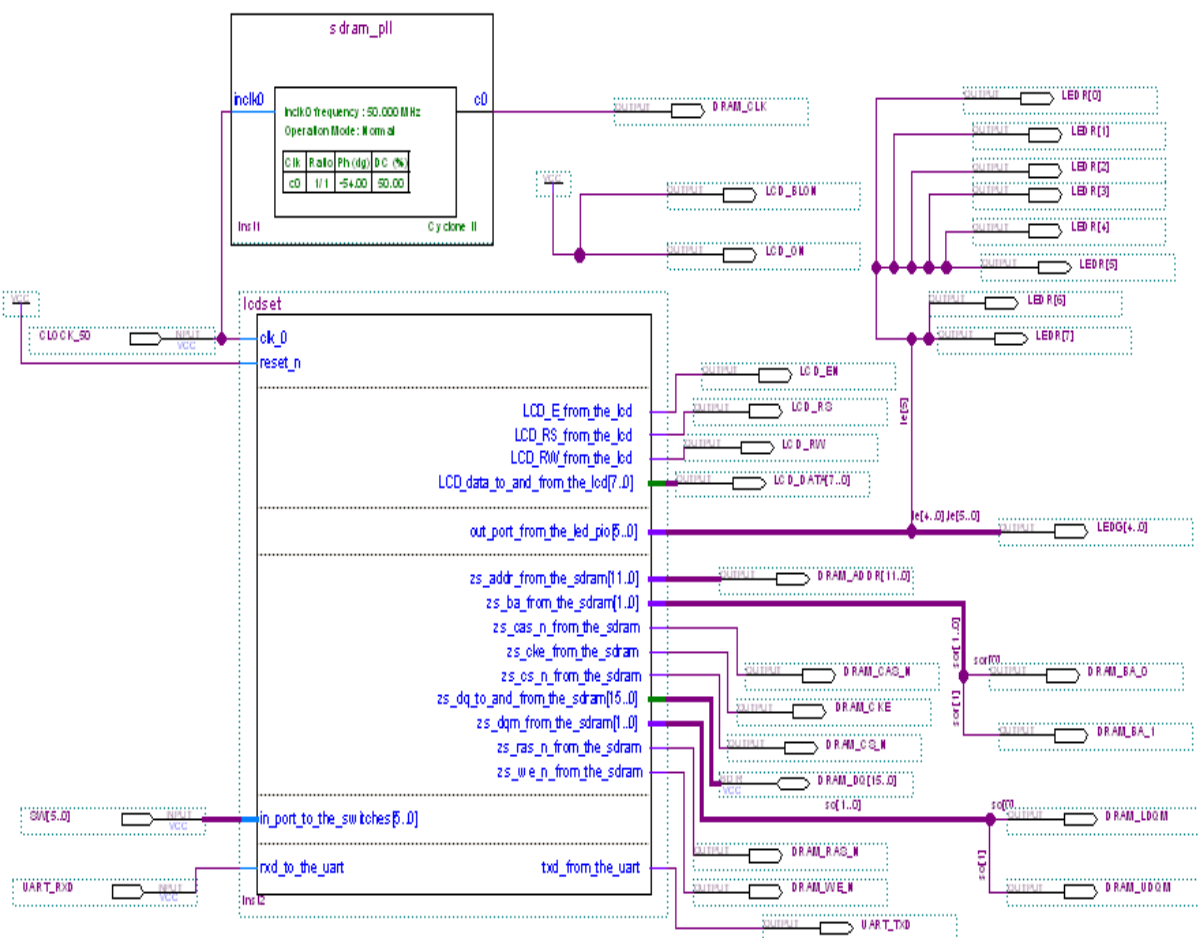 sdram_pll
inclk0
c0
inclk0 frequency : 50.000 MHz
Operation Mode : Normal
Clk Ratio Ph (dg) DC (%)
c0 1/1 -54.00 50.00
inst1
Cyclone II
OUTPUT DRAM_CLK
VCC
OUTPUT LCD_BLON
OUTPUT LCD_ON
OUTPUT LEDR[0]
OUTPUT LEDR[1]
OUTPUT LEDR[2]
OUTPUT LEDR[3]
OUTPUT LEDR[4]
OUTPUT LEDR[5]
OUTPUT LEDR[6]
OUTPUT LEDR[7]
le[5]
VCC
CLOCK_50 INPUT
VCC
lcdset
clk_0
reset_n
LCD_E_from_the_lcd
LCD_RS_from_the_lcd
LCD_RW_from_the_lcd
LCD_data_to_and_from_the_lcd[7..0]
out_port_from_the_led_pio[5..0]
zs_addr_from_the_sdram[11..0]
zs_ba_from_the_sdram[1..0]
zs_cas_n_from_the_sdram
zs_cke_from_the_sdram
zs_cs_n_from_the_sdram
zs_dq_to_and_from_the_sdram[15..0]
zs_dqm_from_the_sdram[1..0]
zs_ras_n_from_the_sdram
zs_we_n_from_the_sdram
in_port_to_the_switches[5..0]
rxd_to_the_uart
txd_from_the_uart
inst2
SW[5..0] INPUT
VCC
UART_RXD INPUT
VCC
OUTPUT LCD_EN
OUTPUT LCD_RS
OUTPUT LCD_RW
OUTPUT LCD_DATA[7..0]
le[4..0],le[5..0]
OUTPUT LEDG[4..0]
OUTPUT DRAM_ADDR[11..0]
sor[1..0]
sor[0]
sor[1]
OUTPUT DRAM_BA_0
OUTPUT DRAM_BA_1
OUTPUT DRAM_CAS_N
OUTPUT DRAM_CKE
OUTPUT DRAM_CS_N
BIDIR DRAM_DQ[15..0]
VCC
so[1..0]
so[0]
so[1]
OUTPUT DRAM_LDQM
OUTPUT DRAM_UDQM
OUTPUT DRAM_RAS_N
OUTPUT DRAM_WE_N
OUTPUT UART_TXD